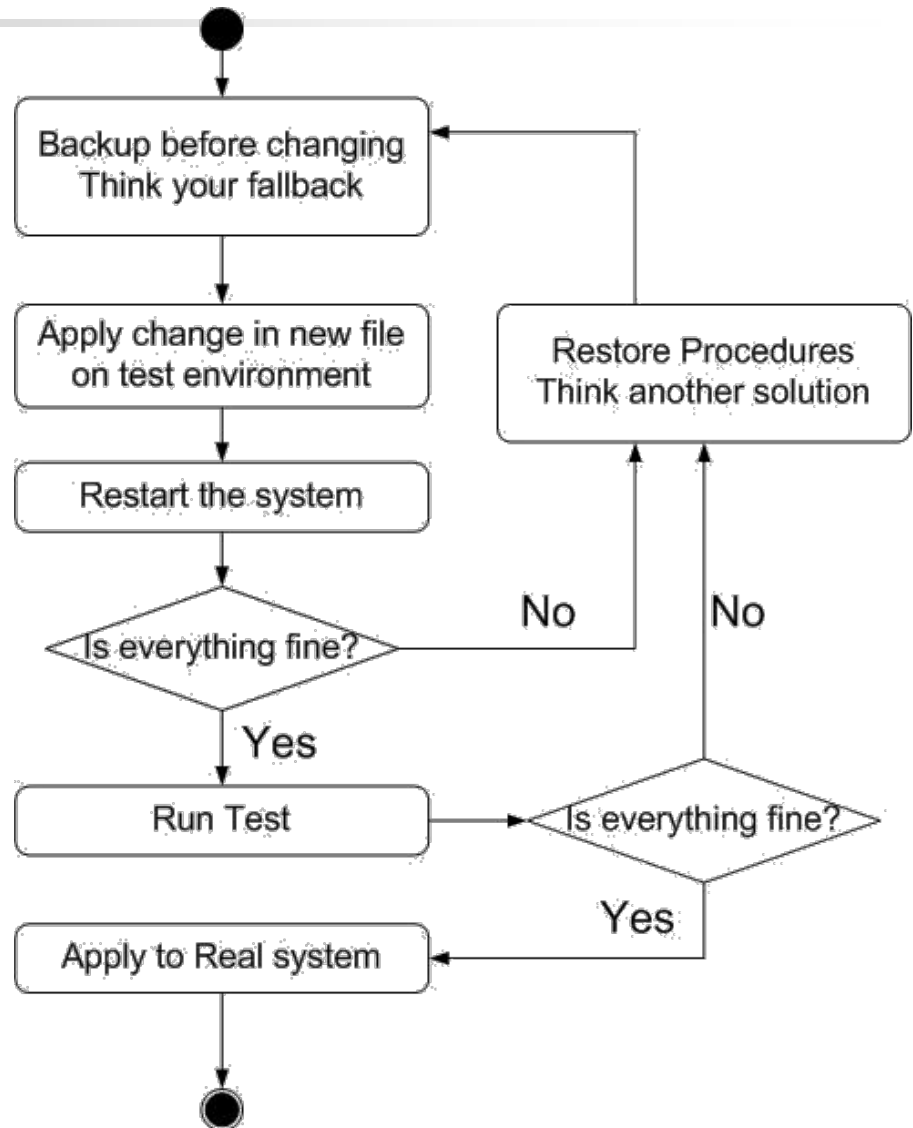 Backup before changing
Think your fallback
Apply change in new file
on test environment
Restore Procedures
Think another solution
Restart the system
Is everything fine?
No
No
Yes
Run Test
Is everything fine?
Yes
Apply to Real system